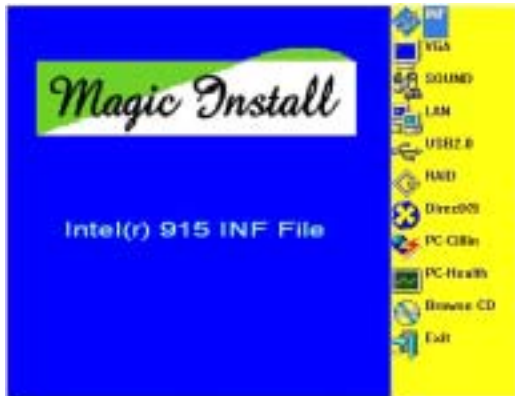 Magic Install
Intel(r) 915 INF File
INF
VGA
SOUND
LAN
USB2.0
RAID
DirectX9
PC-Cillin
PC-Health
Browse CD
Exit